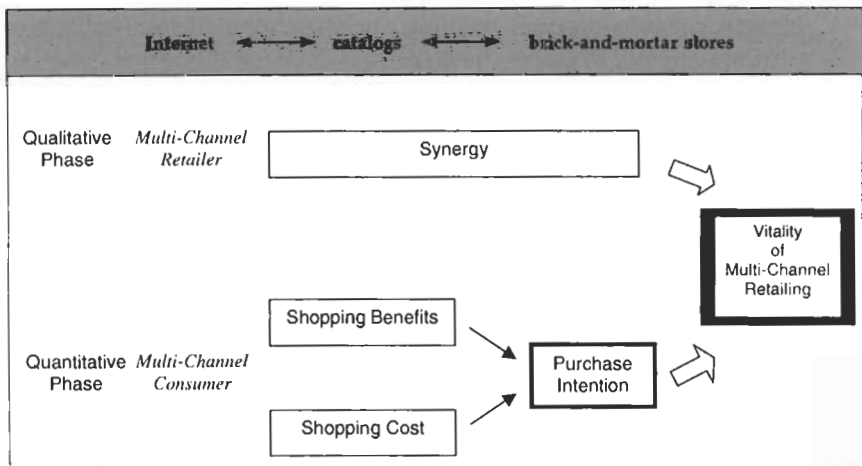 Internet catalogs brick-and-mortar stores
Qualitative
Phase
Multi-Channel
Retailer
Synergy
Vitality
of
Multi-Channel
Retailing
Shopping Benefits
Quantitative
Phase
Multi-Channel
Consumer
Purchase
Intention
Shopping Cost